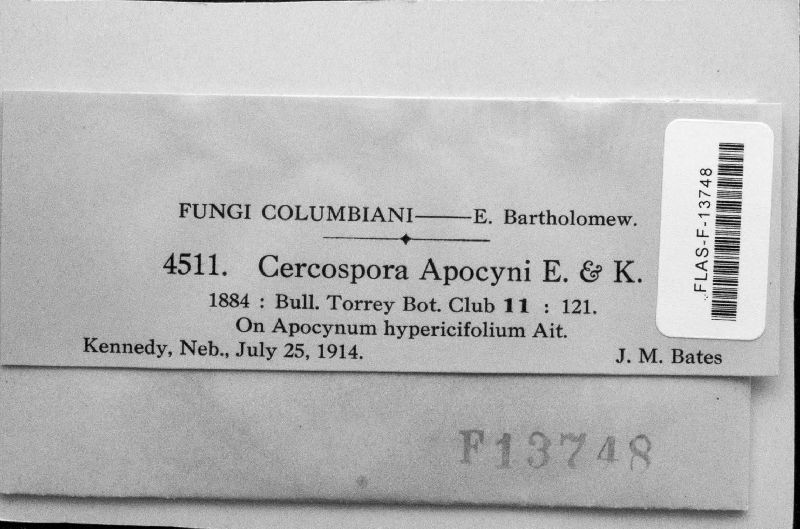 FUNGI COLUMBIANI——E. Bartholomew.
4511. Cercospora Apocyni E. & K.
1884 : Bull. Torrey Bot. Club 11 : 121.
On Apocynum hypericifolium Ait.
Kennedy, Neb., July 25, 1914. J. M. Bates
FLAS-F-13748
F13748